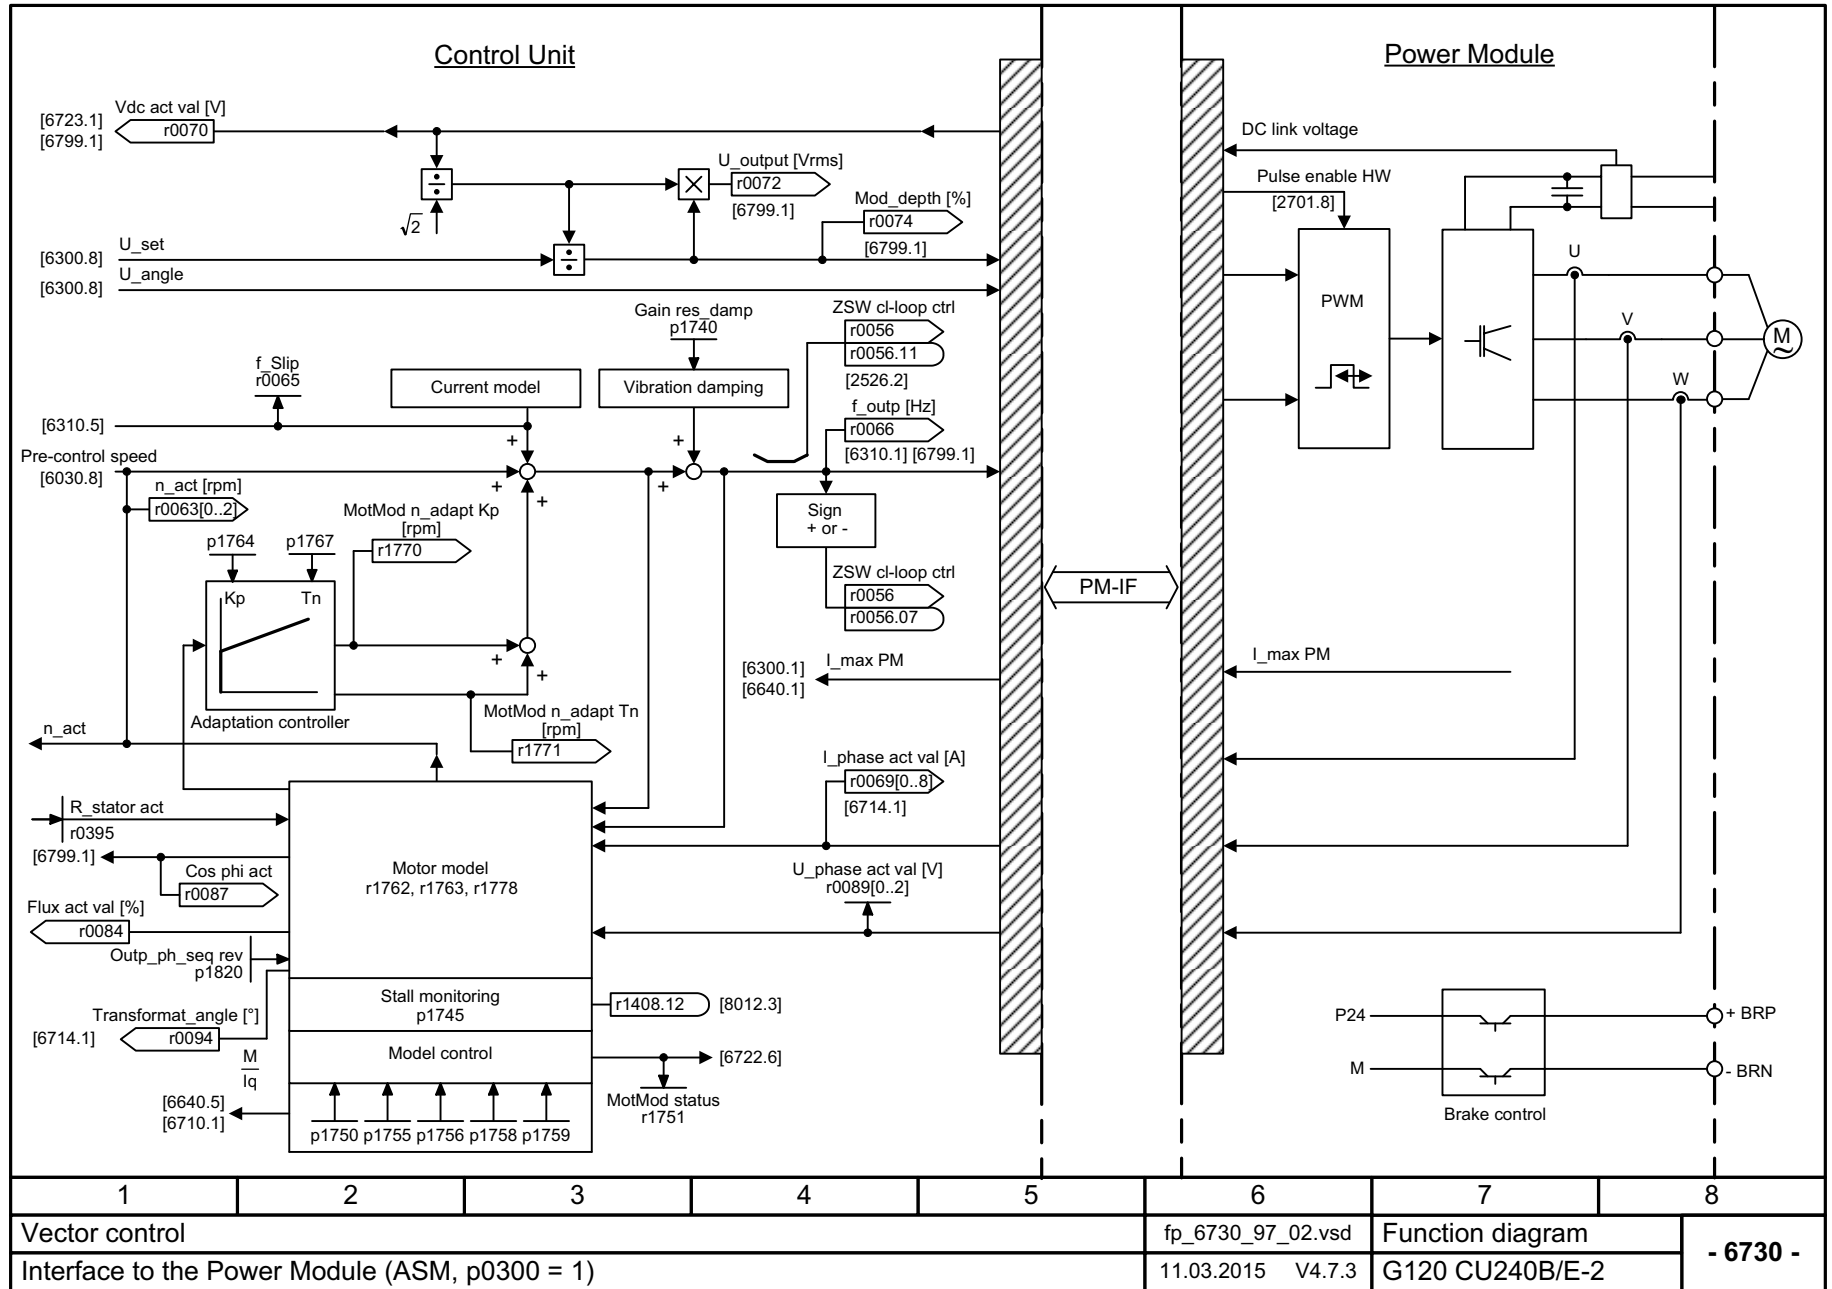 Control Unit
Power Module
Vdc act val [V]
[6723.1]
[6799.1]
r0070
DC link voltage
÷
√2
×
U_output [Vrms]
r0072
[6799.1]
Mod_depth [%]
r0074
[6799.1]
Pulse enable HW
[2701.8]
U_set
[6300.8]
÷
U_angle
[6300.8]
PWM
U
V
W
M
~
Gain res_damp
p1740
ZSW cl-loop ctrl
r0056
r0056.11
[2526.2]
f_Slip
r0065
Current model
Vibration damping
[6310.5]
+
+
f_outp [Hz]
r0066
[6310.1] [6799.1]
Pre-control speed
[6030.8]
+
+
+
n_act [rpm]
r0063[0..2]
MotMod n_adapt Kp
[rpm]
r1770
Sign
+ or -
p1764
p1767
Kp
Tn
ZSW cl-loop ctrl
r0056
r0056.07
PM-IF
+
+
Adaptation controller
[6300.1]
[6640.1]
I_max PM
I_max PM
MotMod n_adapt Tn
[rpm]
r1771
n_act
I_phase act val [A]
r0069[0..8]
[6714.1]
R_stator act
r0395
[6799.1]
Cos phi act
r0087
Motor model
r1762, r1763, r1778
U_phase act val [V]
r0089[0..2]
Flux act val [%]
r0084
Outp_ph_seq rev
p1820
Stall monitoring
p1745
r1408.12
[8012.3]
Transformat_angle [°]
[6714.1]
r0094
Model control
[6722.6]
M
Iq
[6640.5]
[6710.1]
MotMod status
r1751
p1750 p1755 p1756 p1758 p1759
P24
+ BRP
M
- BRN
Brake control
1 2 3 4 5 6 7 8
Vector control
fp_6730_97_02.vsd
Function diagram
- 6730 -
Interface to the Power Module (ASM, p0300 = 1)
11.03.2015 V4.7.3
G120 CU240B/E-2